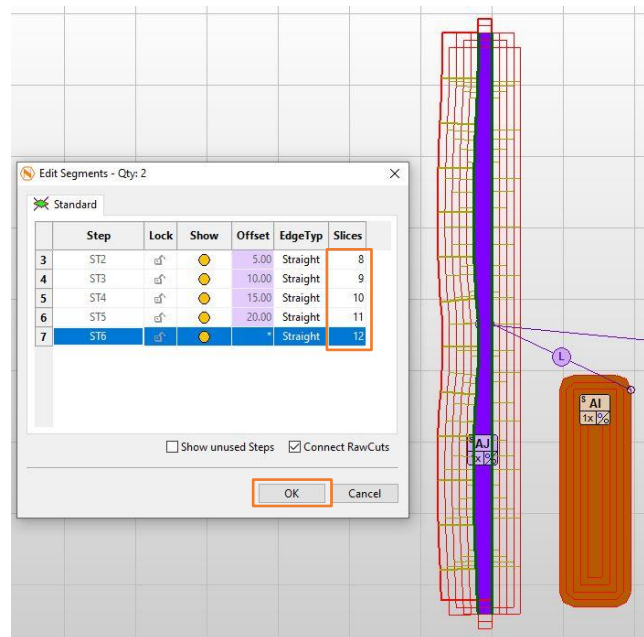 Edit Segments - Qty: 2
Standard
Step Lock Show Offset EdgeTyp Slices
3 ST2 5.00 Straight 8
4 ST3 10.00 Straight 9
5 ST4 15.00 Straight 10
6 ST5 20.00 Straight 11
7 ST6 * Straight 12
Show unused Steps Connect RawCuts
OK Cancel
L
S AI
1x %
S AJ
x %